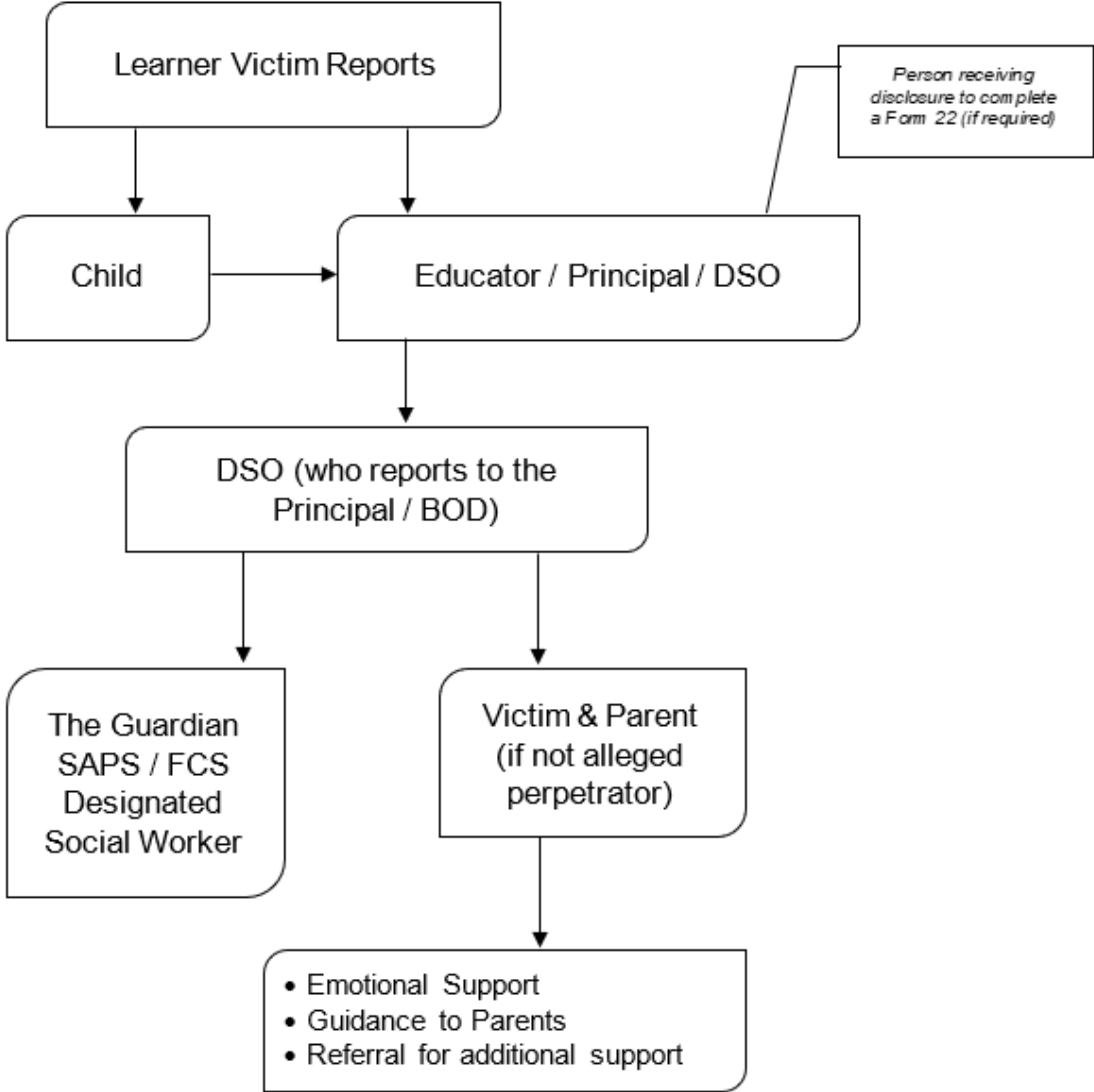 Learner Victim Reports
Person receiving
disclosure to complete
a Form 22 (if required)
Child
Educator / Principal / DSO
DSO (who reports to the
Principal / BOD)
The Guardian
SAPS / FCS
Designated
Social Worker
Victim & Parent
(if not alleged
perpetrator)
• Emotional Support
• Guidance to Parents
• Referral for additional support